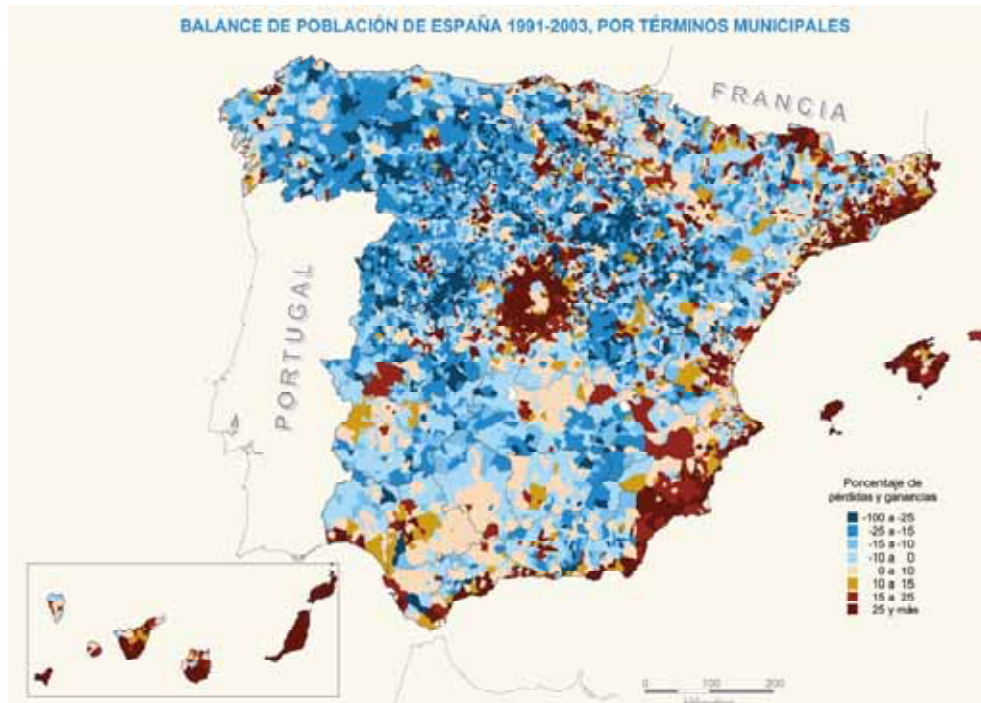 BALANCE DE POBLACIÓN DE ESPAÑA 1991-2003, POR TÉRMINOS MUNICIPALES
FRANCIA
PORTUGAL
Porcentaje de
pérdidas y ganancias
-100 a -25
-25 a -15
-15 a -10
-10 a 0
0 a 10
10 a 15
15 a 25
25 y más
0 100 200